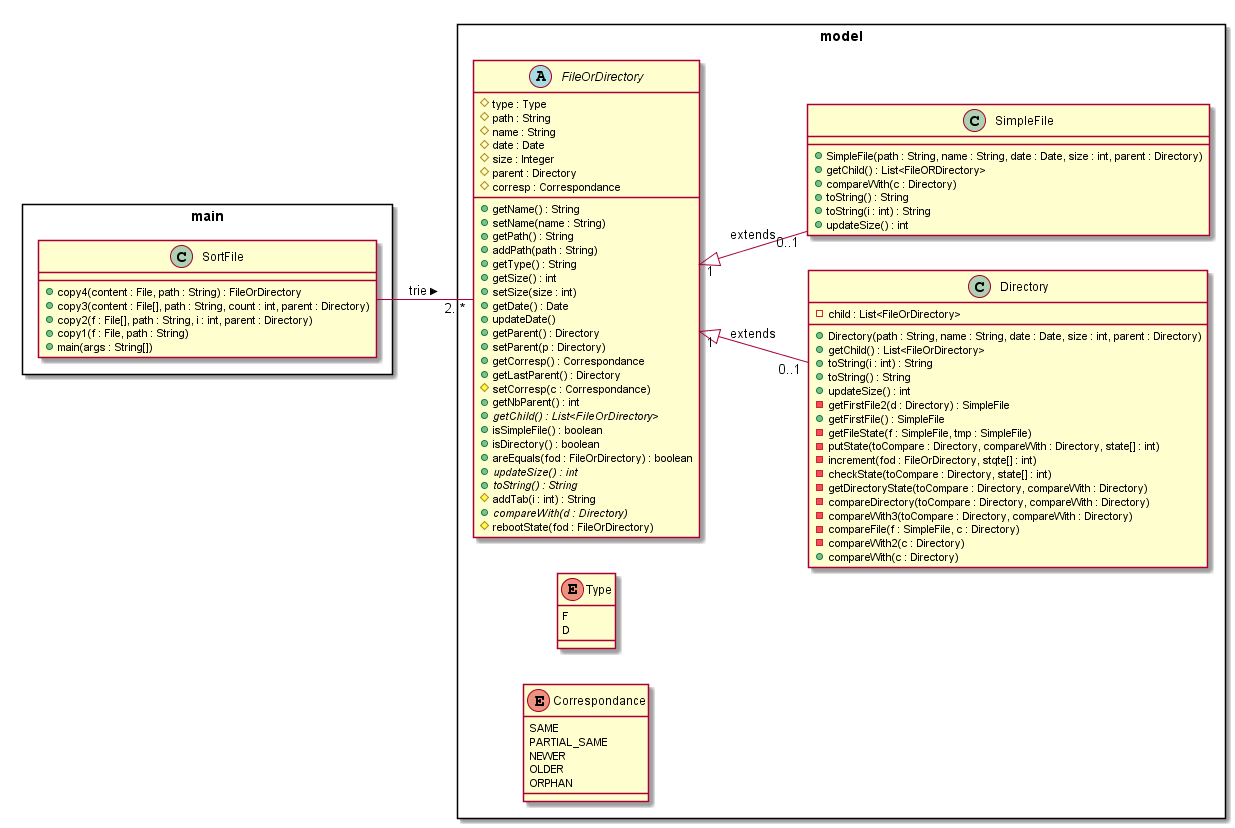 model
A FileOrDirectory
type : Type
path : String
name : String
date : Date
size : Integer
parent : Directory
corresp : Correspondance
getName() : String
setName(name : String)
getPath() : String
addPath(path : String)
getType() : String
getSize() : int
setSize(size : int)
getDate() : Date
updateDate()
getParent() : Directory
setParent(p : Directory)
getCorresp() : Correspondance
getLastParent() : Directory
setCorresp(c : Correspondance)
getNbParent() : int
getChild() : List<FileOrDirectory>
isSimpleFile() : boolean
isDirectory() : boolean
areEquals(fod : FileOrDirectory) : boolean
updateSize() : int
toString() : String
addTab(i : int) : String
compareWith(d : Directory)
rebootState(fod : FileOrDirectory)
C SimpleFile
SimpleFile(path : String, name : String, date : Date, size : int, parent : Directory)
getChild() : List<FileORDirectory>
compareWith(c : Directory)
toString() : String
toString(i : int) : String
updateSize() : int
main
C SortFile
copy4(content : File, path : String) : FileOrDirectory
copy3(content : File[], path : String, count : int, parent : Directory)
copy2(f : File[], path : String, i : int, parent : Directory)
copy1(f : File, path : String)
main(args : String[])
trie ▶
2. *
extends
0..1
1
extends
0..1
1
C Directory
child : List<FileOrDirectory>
Directory(path : String, name : String, date : Date, size : int, parent : Directory)
getChild() : List<FileOrDirectory>
toString(i : int) : String
toString() : String
updateSize() : int
getFirstFile2(d : Directory) : SimpleFile
getFirstFile() : SimpleFile
getFileState(f : SimpleFile, tmp : SimpleFile)
putState(toCompare : Directory, compareWith : Directory, state[] : int)
increment(fod : FileOrDirectory, stqte[] : int)
checkState(toCompare : Directory, state[] : int)
getDirectoryState(toCompare : Directory, compareWith : Directory)
compareDirectory(toCompare : Directory, compareWith : Directory)
compareWith3(toCompare : Directory, compareWith : Directory)
compareFile(f : SimpleFile, c : Directory)
compareWith2(c : Directory)
compareWith(c : Directory)
E Type
F
D
E Correspondance
SAME
PARTIAL_SAME
NEWER
OLDER
ORPHAN